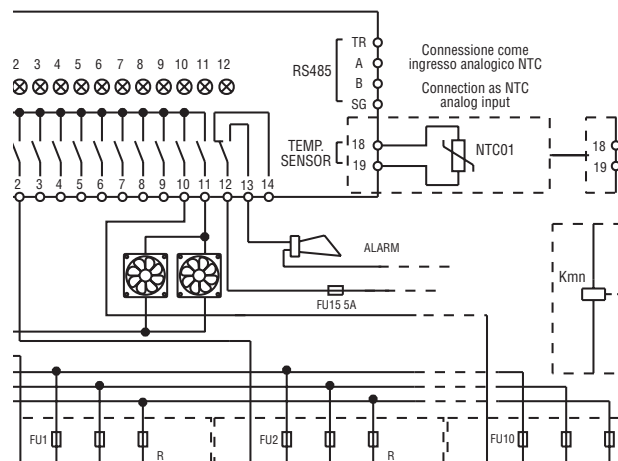 TR
2 3 4 5 6 7 8 9 10 11 12
RS485
A
B
SG
Connessione come
ingresso analogico NTC
Connection as NTC
analog input
TEMP.
SENSOR
18
19
NTC01
18
19
2 3 4 5 6 7 8 9 10 11 12 13 14
ALARM
Kmn
FU15 5A
FU1
R
FU2
R
FU10